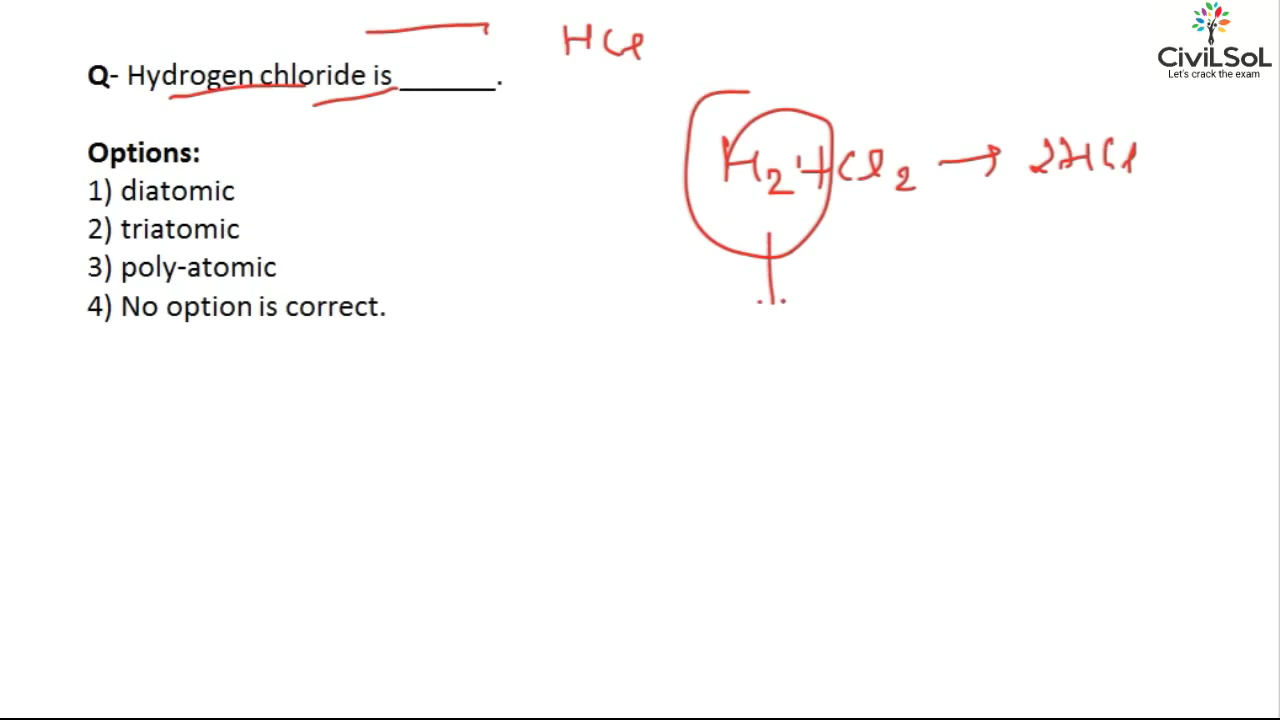 HCl
CiviLSoL
Let's crack the exam
Q- Hydrogen chloride is ______.
H2 + Cl2 → 2HCl
Options:
1) diatomic
2) triatomic
3) poly-atomic
4) No option is correct.